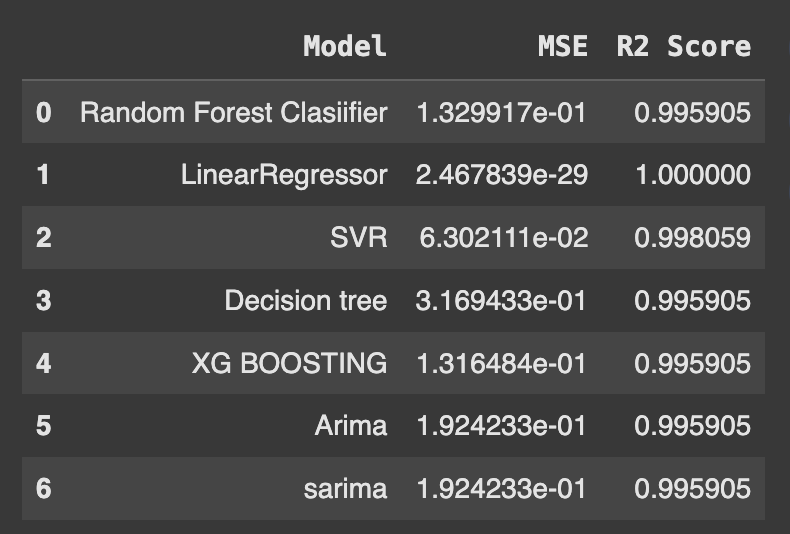 Model MSE R2 Score
0 Random Forest Clasiifier 1.329917e-01 0.995905
1 LinearRegressor 2.467839e-29 1.000000
2 SVR 6.302111e-02 0.998059
3 Decision tree 3.169433e-01 0.995905
4 XG BOOSTING 1.316484e-01 0.995905
5 Arima 1.924233e-01 0.995905
6 sarima 1.924233e-01 0.995905